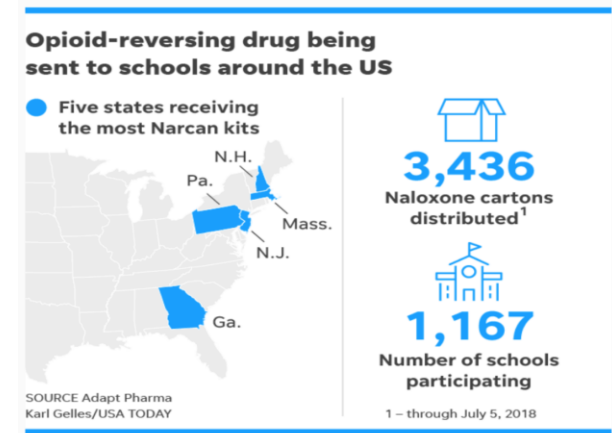 Opioid-reversing drug being
sent to schools around the US
Five states receiving
the most Narcan kits
N.H.
Pa.
Mass.
N.J.
Ga.
SOURCE Adapt Pharma
Karl Gelles/USA TODAY
3,436
Naloxone cartons
distributed¹
1,167
Number of schools
participating
1 – through July 5, 2018